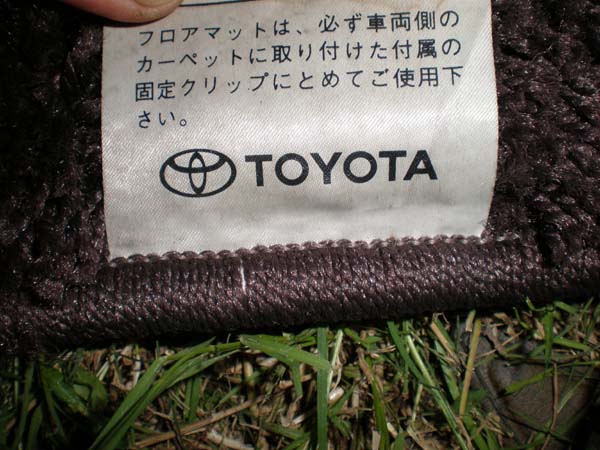 フロアマットは、必ず車両側の
カーペットに取り付けた付属の
固定クリップにとめてご使用下
さい。
TOYOTA